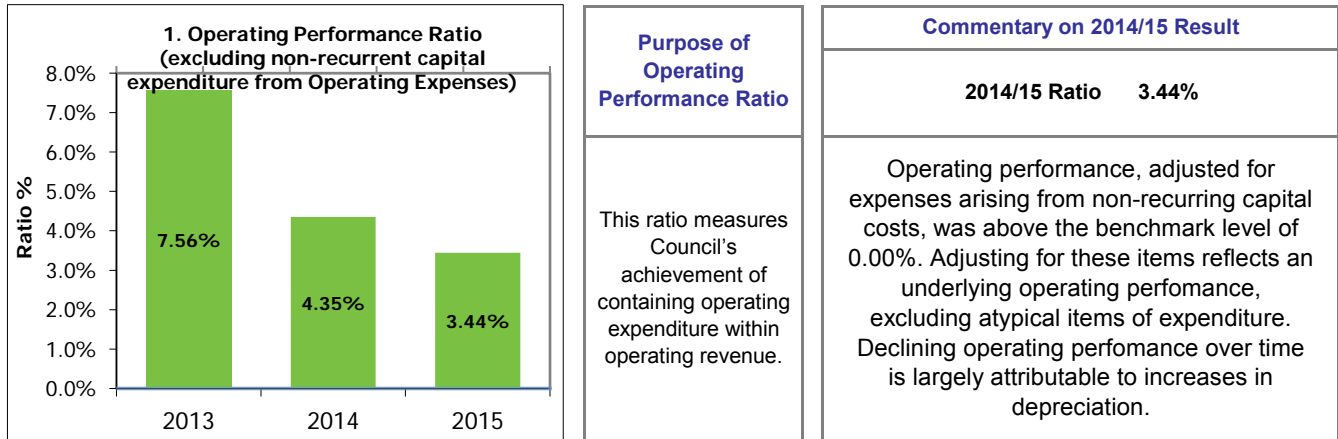 1. Operating Performance Ratio
(excluding non-recurrent capital
expenditure from Operating Expenses)
8.0%
7.0%
6.0%
5.0%
4.0%
3.0%
2.0%
1.0%
0.0%
Ratio %
7.56%
4.35%
3.44%
2013
2014
2015
Purpose of
Operating
Performance Ratio
This ratio measures
Council's
achievement of
containing operating
expenditure within
operating revenue.
Commentary on 2014/15 Result
2014/15 Ratio 3.44%
Operating performance, adjusted for
expenses arising from non-recurring capital
costs, was above the benchmark level of
0.00%. Adjusting for these items reflects an
underlying operating perfomance,
excluding atypical items of expenditure.
Declining operating perfomance over time
is largely attributable to increases in
depreciation.